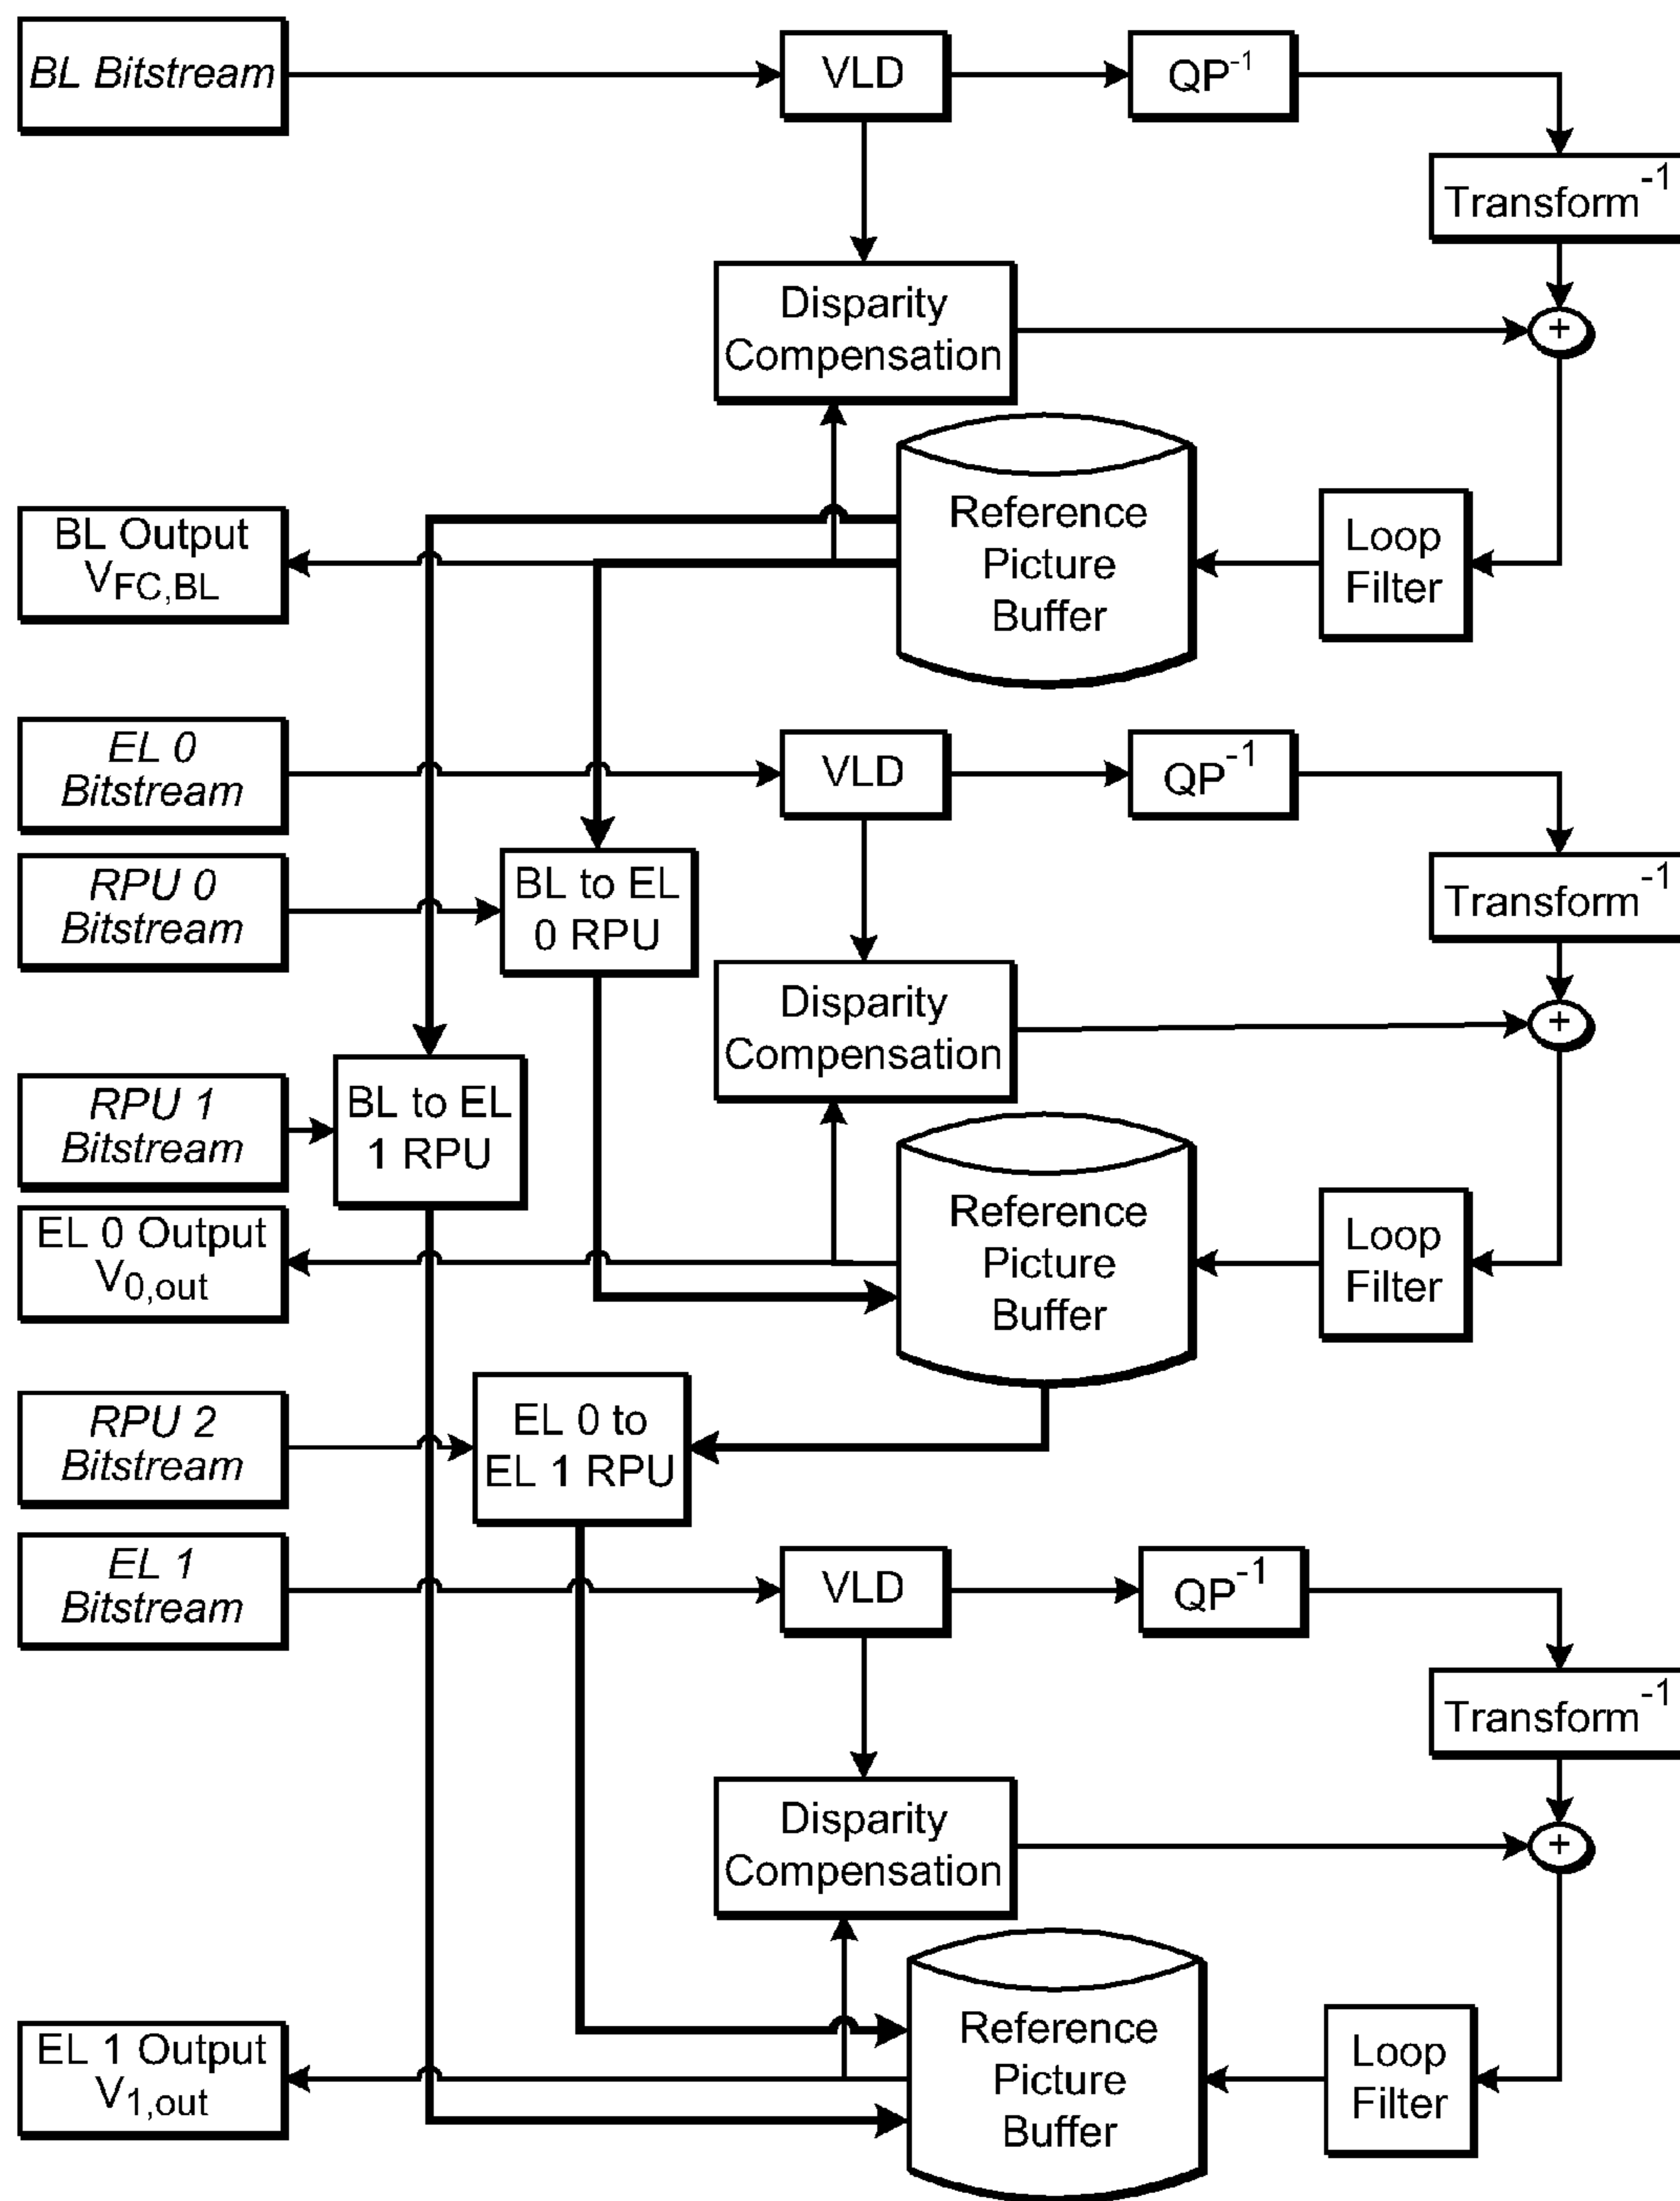 BL Bitstream
VLD
QP⁻¹
Transform⁻¹
Disparity
Compensation
+
BL Output
V_FC,BL
Reference
Picture
Buffer
Loop
Filter
EL 0
Bitstream
VLD
QP⁻¹
Transform⁻¹
RPU 0
Bitstream
BL to EL
0 RPU
Disparity
Compensation
+
RPU 1
Bitstream
BL to EL
1 RPU
EL 0 Output
V_0,out
Reference
Picture
Buffer
Loop
Filter
RPU 2
Bitstream
EL 0 to
EL 1 RPU
EL 1
Bitstream
VLD
QP⁻¹
Transform⁻¹
Disparity
Compensation
+
EL 1 Output
V_1,out
Reference
Picture
Buffer
Loop
Filter